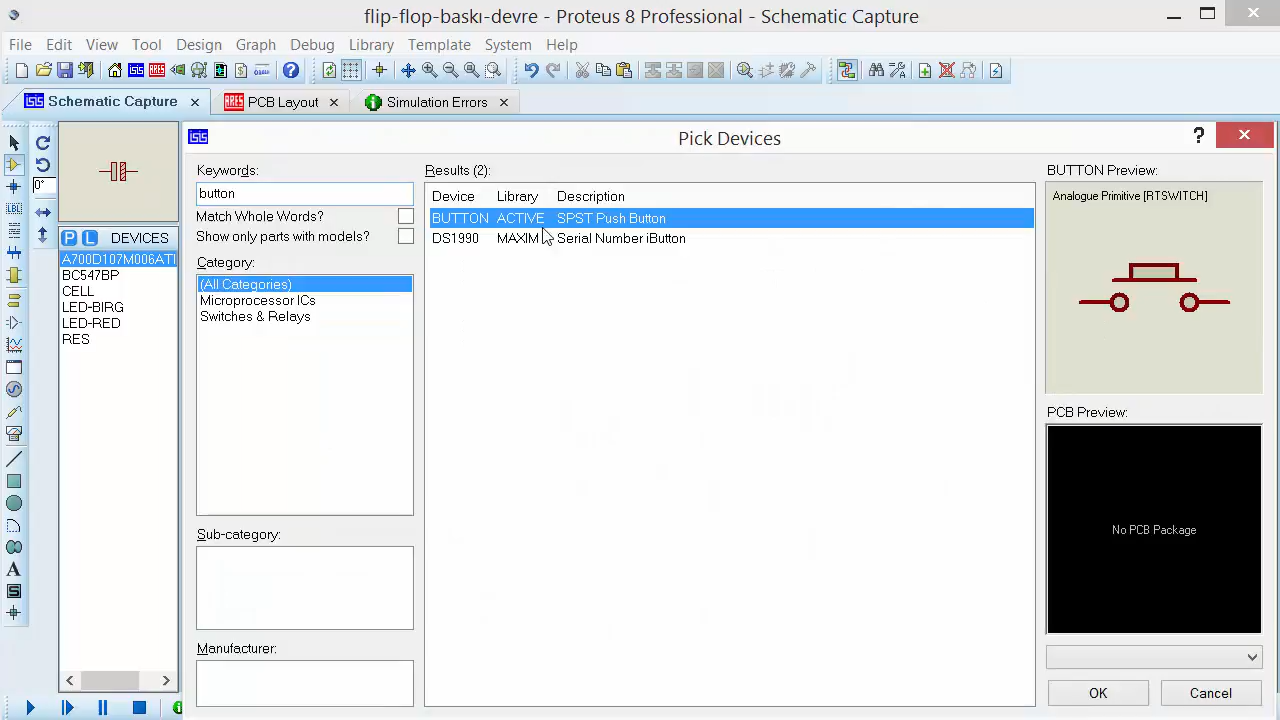 flip-flop-baskı-devre - Proteus 8 Professional - Schematic Capture
File Edit View Tool Design Graph Debug Library Template System Help
Schematic Capture
PCB Layout
Simulation Errors
Pick Devices
Keywords:
button
Match Whole Words?
Show only parts with models?
Category:
(All Categories)
Microprocessor ICs
Switches & Relays
Sub-category:
Manufacturer:
Results (2):
Device Library Description
BUTTON ACTIVE SPST Push Button
DS1990 MAXIM Serial Number iButton
BUTTON Preview:
Analogue Primitive [RTSWITCH]
PCB Preview:
No PCB Package
OK
Cancel
0°
P L DEVICES
A700D107M006ATI
BC547BP
CELL
LED-BIRG
LED-RED
RES